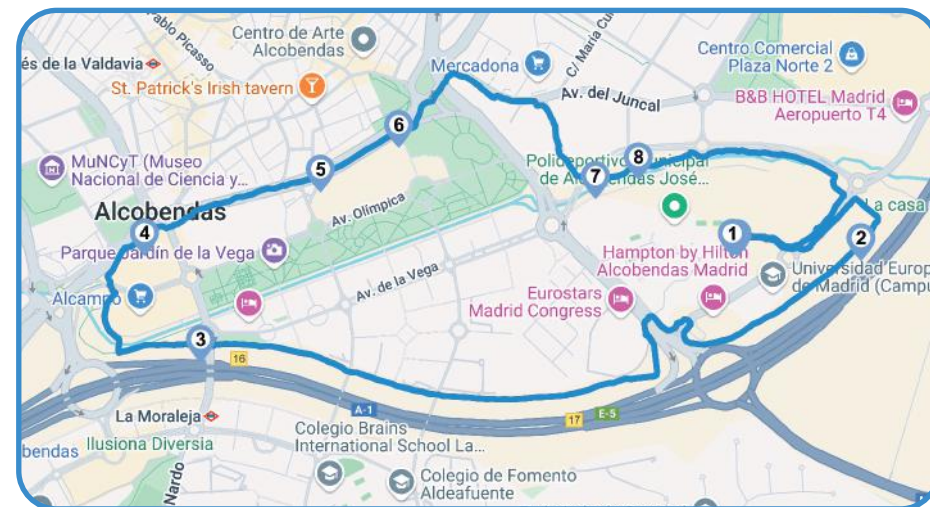 Pablo Picasso
Centro de Arte
Alcobendas
és de la Valdavia
St. Patrick's Irish tavern
Mercadona
C/ María Cu
Centro Comercial
Plaza Norte 2
Av. del Juncal
B&B HOTEL Madrid
Aeropuerto T4
6
MuNCyT (Museo
Nacional de Ciencia y...
5
8
7
Polideportivo Municipal
de Alcobendas José...
Av. Olímpica
Alcobendas
4
La casa
1
2
Parque Jardín de la Vega
Hampton by Hilton
Alcobendas Madrid
Universidad Europ
de Madrid (Campu
Av. de la Vega
Alcampo
Eurostars
Madrid Congress
3
16
A-1
17
E-5
La Moraleja
Ilusiona Diversia
bendas
Nardo
Colegio Brains
International School La...
Colegio de Fomento
Aldeafuente